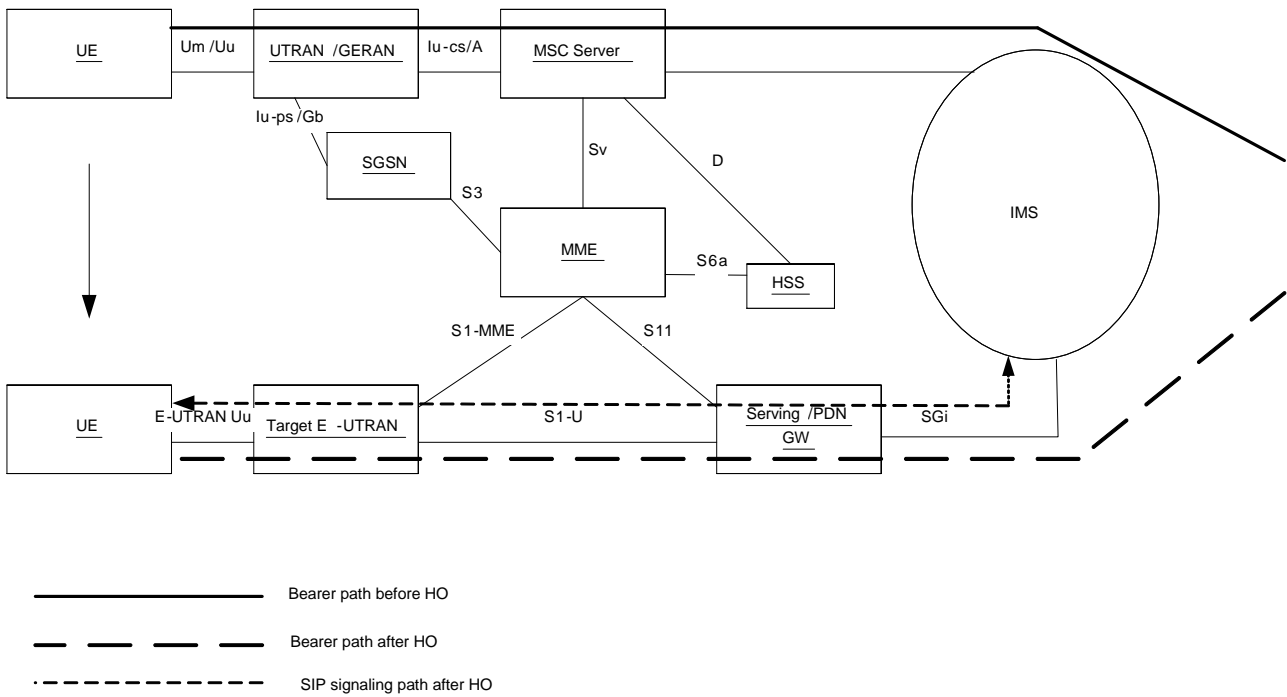 UE
Um /Uu
UTRAN /GERAN
Iu-cs/A
MSC Server
Iu-ps /Gb
SGSN
S3
Sv
D
IMS
MME
S6a
HSS
S1-MME
S11
UE
E-UTRAN Uu
Target E -UTRAN
S1-U
Serving /PDN
GW
SGi
Bearer path before HO
Bearer path after HO
SIP signaling path after HO